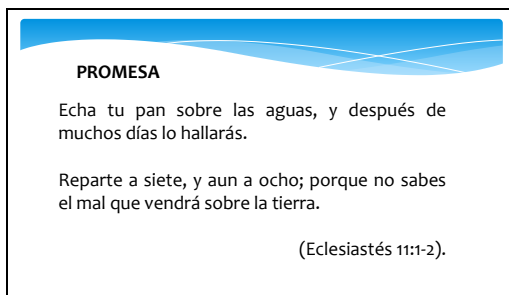 PROMESA
Echa tu pan sobre las aguas, y después de
muchos días lo hallarás.
Reparte a siete, y aun a ocho; porque no sabes
el mal que vendrá sobre la tierra.
(Eclesiastés 11:1-2).